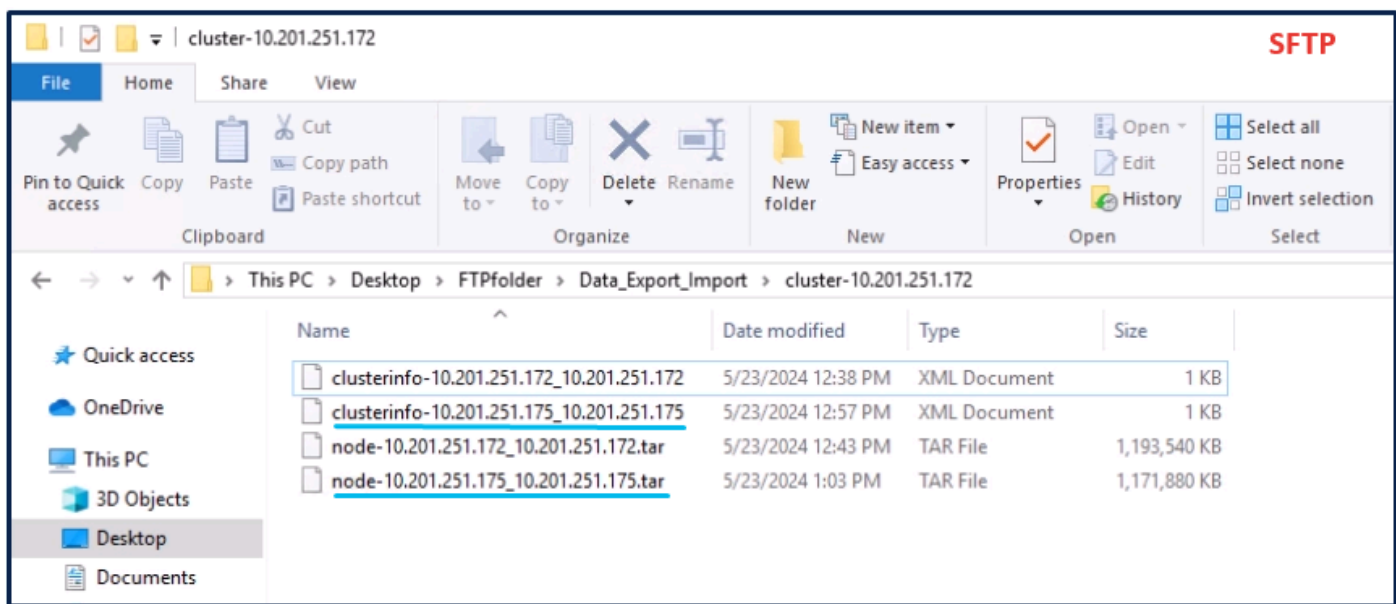 cluster-10.201.251.172
SFTP
File Home Share View
Pin to Quick access
Copy
Paste
Cut
Copy path
Paste shortcut
Clipboard
Move to
Copy to
Delete
Rename
Organize
New folder
New item
Easy access
New
Properties
Open
Edit
History
Open
Select all
Select none
Invert selection
Select
This PC > Desktop > FTPfolder > Data_Export_Import > cluster-10.201.251.172
Quick access
OneDrive
This PC
3D Objects
Desktop
Documents
Name Date modified Type Size
clusterinfo-10.201.251.172_10.201.251.172 5/23/2024 12:38 PM XML Document 1 KB
clusterinfo-10.201.251.175_10.201.251.175 5/23/2024 12:57 PM XML Document 1 KB
node-10.201.251.172_10.201.251.172.tar 5/23/2024 12:43 PM TAR File 1,193,540 KB
node-10.201.251.175_10.201.251.175.tar 5/23/2024 1:03 PM TAR File 1,171,880 KB